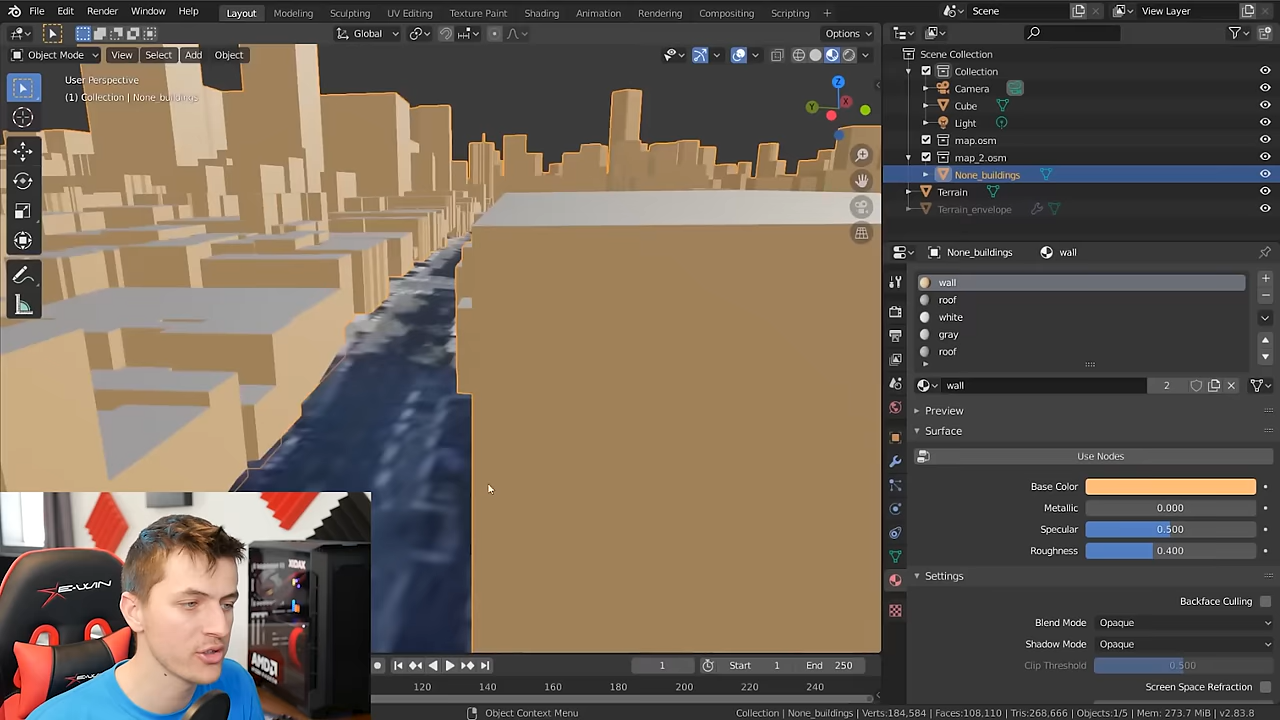 File Edit Render Window Help Layout Modeling Sculpting UV Editing Texture Paint Shading Animation Rendering Compositing Scripting + Scene View Layer
Global Options
Object Mode View Select Add Object
User Perspective
(1) Collection | None_buildings
Z
Y X
Scene Collection
Collection
Camera
Cube
Light
map.osm
map_2.osm
None_buildings
Terrain
Terrain_envelope
None_buildings wall
wall
roof
white
gray
roof
wall 2
Preview
Surface
Use Nodes
Base Color
Metallic 0.000
Specular 0.500
Roughness 0.400
Settings
Backface Culling
Blend Mode Opaque
Shadow Mode Opaque
Clip Threshold 0.500
Screen Space Refraction
1 Start 1 End 250
120 140 160 180 200 220 240
Object Context Menu
Collection | None_buildings | Verts:184,584 | Faces:108,110 | Tris:268,666 | Objects:1/5 | Mem: 273.7 MiB | v2.83.8
E-WIN
XIDAX
AMD